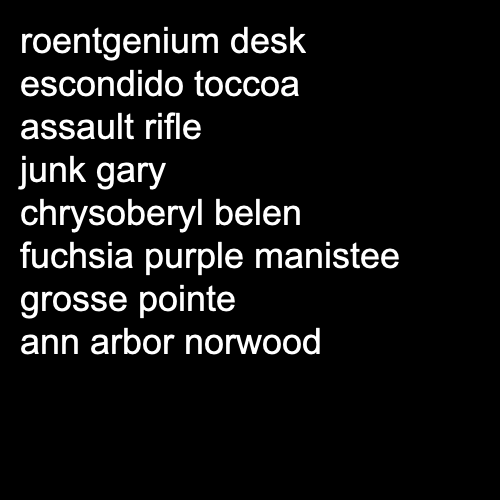 roentgenium desk
escondido toccoa
assault rifle
junk gary
chrysoberyl belen
fuchsia purple manistee
grosse pointe
ann arbor norwood